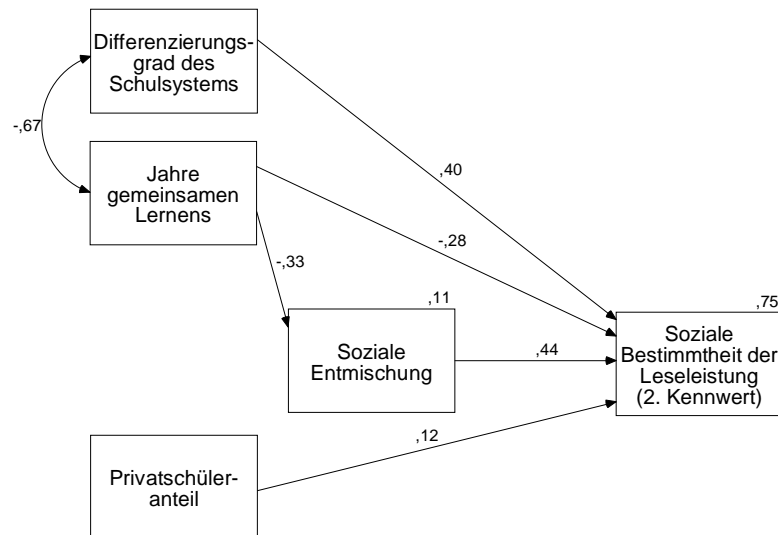 Differenzierungs-
grad des
Schulsystems
-,67
Jahre
gemeinsamen
Lernens
,40
-,28
-,33
,11
Soziale
Entmischung
,44
,75
Soziale
Bestimmtheit der
Leseleistung
(2. Kennwert)
,12
Privatschüler-
anteil